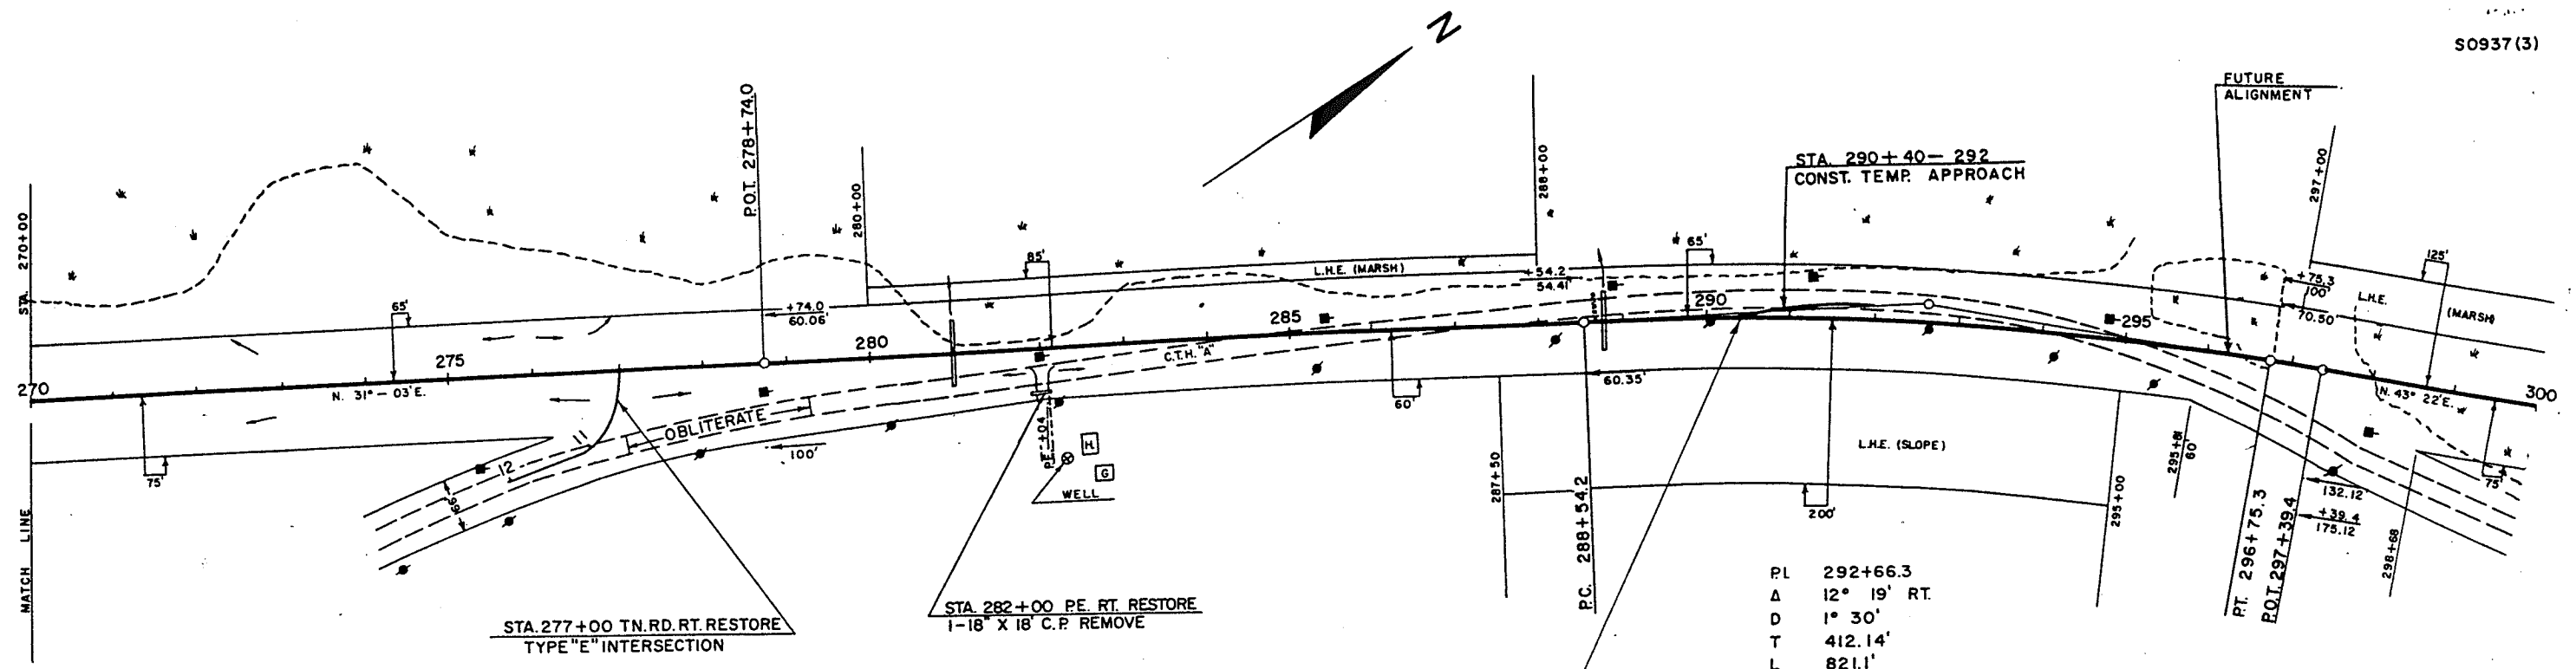 S0937(3)
N
FUTURE
ALIGNMENT
P.O.T. 278+74.0
STA. 290+40— 292
CONST. TEMP. APPROACH
288+00
297+00
280+00
STA. 270+00
85'
L.H.E. (MARSH)
65'
125'
+54.2
54.41'
+75.3
100'
L.H.E.
(MARSH)
70.50'
65'
+74.0
60.06'
290
295
285
280
275
270
C.T.H. "A"
N. 31°—03'E.
N. 43° 22'E.
300
60.35'
60'
OBLITERATE
P.E.+04
H
G
WELL
100'
12
66'
75'
L.H.E. (SLOPE)
287+50
295+81
60'
295+00
200'
132.12'
+39.4
175.12
75'
298+68
MATCH LINE
P.C. 288+54.2
P.T. 296+75.3
P.O.T. 297+39.4
STA. 277+00 TN.RD.RT. RESTORE
TYPE "E" INTERSECTION
STA. 282+00 P.E. RT. RESTORE
1-18" X 18' C.P. REMOVE
P.I. 292+66.3
Δ 12° 19' RT.
D 1° 30'
T 412.14'
L 821.1'